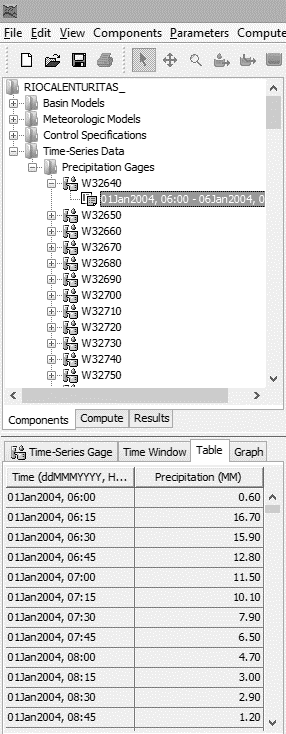 File Edit View Components Parameters Compute
RIOCALENTURITAS_
Basin Models
Meteorologic Models
Control Specifications
Time-Series Data
Precipitation Gages
W32640
01Jan2004, 06:00 - 06Jan2004, 0
W32650
W32660
W32670
W32680
W32690
W32700
W32710
W32720
W32730
W32740
W32750
Components Compute Results
Time-Series Gage Time Window Table Graph
Time (ddMMMYYYY, H... Precipitation (MM)
01Jan2004, 06:00 0.60
01Jan2004, 06:15 16.70
01Jan2004, 06:30 15.90
01Jan2004, 06:45 12.80
01Jan2004, 07:00 11.50
01Jan2004, 07:15 10.10
01Jan2004, 07:30 7.90
01Jan2004, 07:45 6.50
01Jan2004, 08:00 4.70
01Jan2004, 08:15 3.00
01Jan2004, 08:30 2.90
01Jan2004, 08:45 1.20